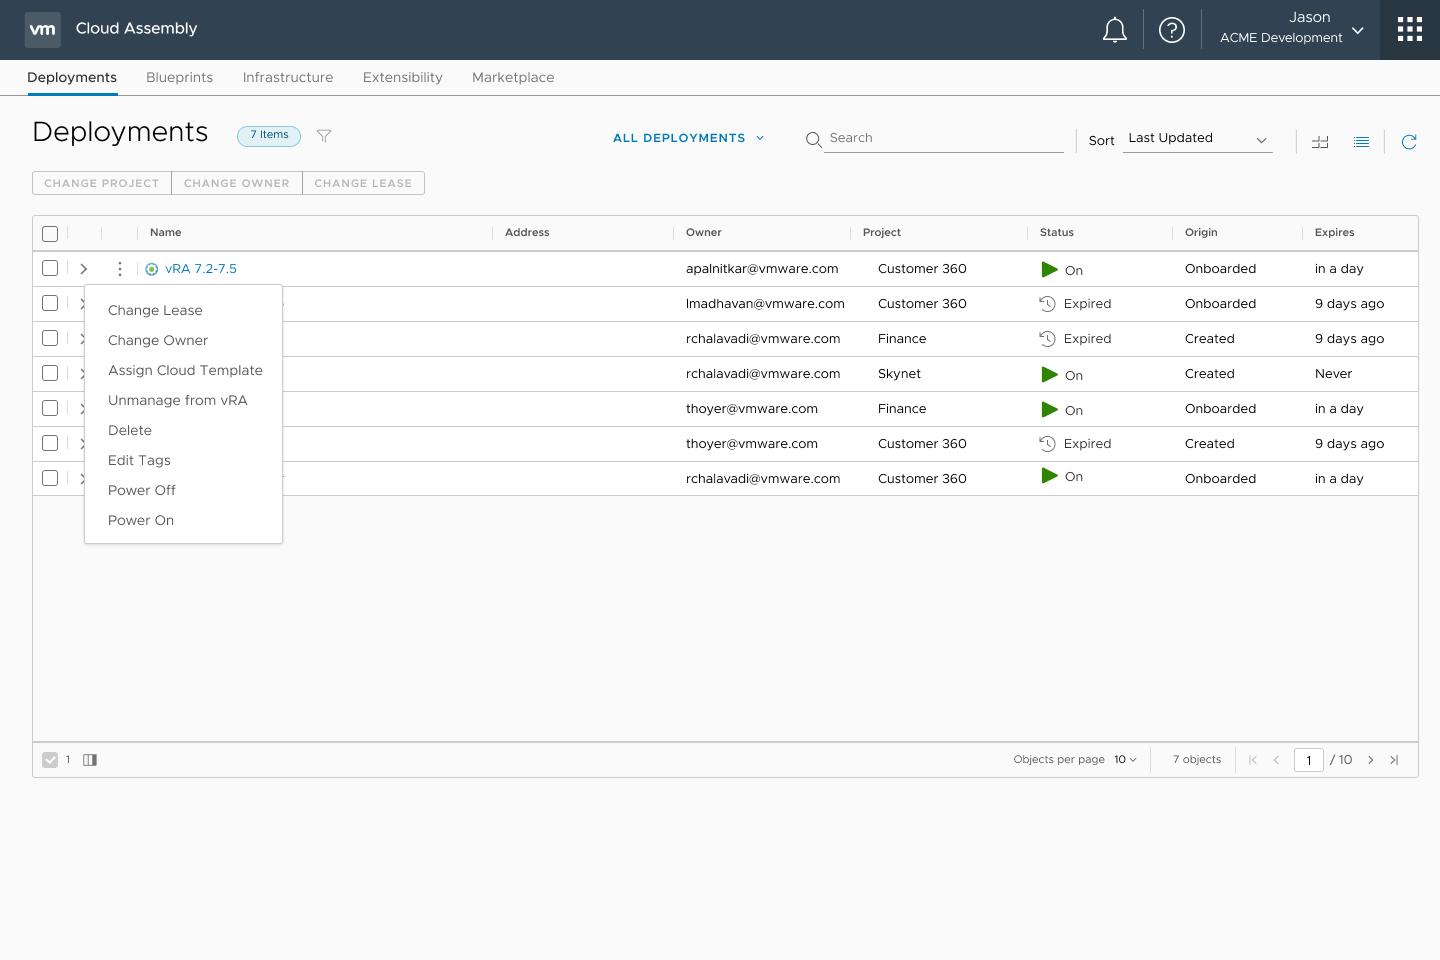 vm Cloud Assembly
Jason
ACME Development
Deployments Blueprints Infrastructure Extensibility Marketplace
Deployments 7 Items ALL DEPLOYMENTS Search Sort Last Updated
CHANGE PROJECT CHANGE OWNER CHANGE LEASE
Name Address Owner Project Status Origin Expires
vRA 7.2-7.5 apalnitkar@vmware.com Customer 360 On Onboarded in a day
lmadhavan@vmware.com Customer 360 Expired Onboarded 9 days ago
rchalavadi@vmware.com Finance Expired Created 9 days ago
rchalavadi@vmware.com Skynet On Created Never
thoyer@vmware.com Finance On Onboarded in a day
thoyer@vmware.com Customer 360 Expired Created 9 days ago
rchalavadi@vmware.com Customer 360 On Onboarded in a day
Change Lease
Change Owner
Assign Cloud Template
Unmanage from vRA
Delete
Edit Tags
Power Off
Power On
1 Objects per page 10 7 objects 1 / 10